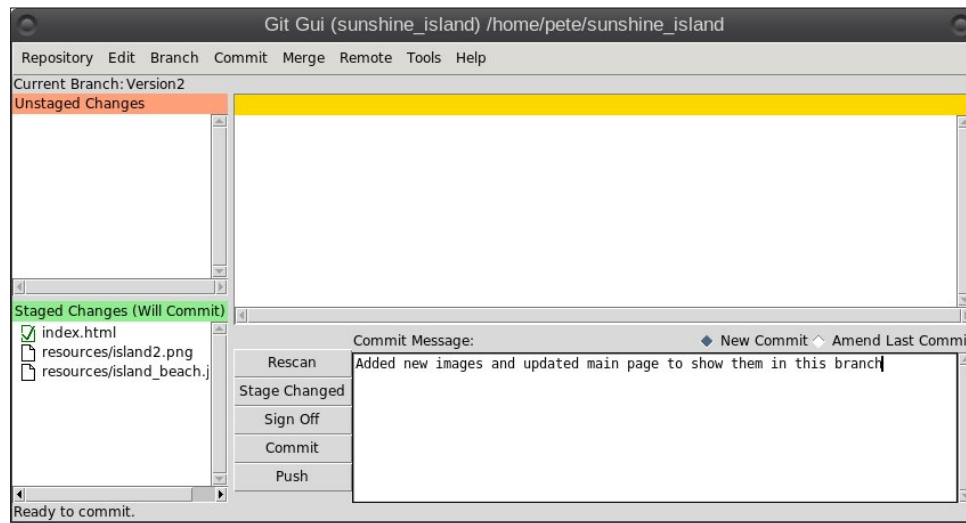 Git Gui (sunshine_island) /home/pete/sunshine_island
Repository Edit Branch Commit Merge Remote Tools Help
Current Branch: Version2
Unstaged Changes
Staged Changes (Will Commit)
index.html
resources/island2.png
resources/island_beach.j
Commit Message:
New Commit
Amend Last Commi
Rescan
Stage Changed
Sign Off
Commit
Push
Added new images and updated main page to show them in this branch
Ready to commit.